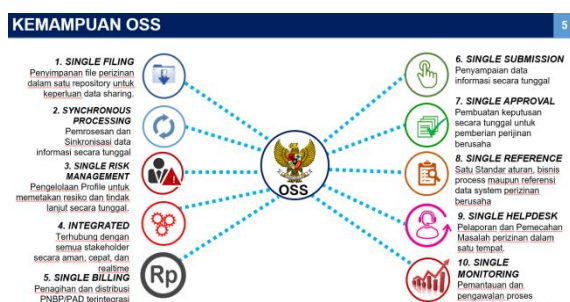 KEMAMPUAN OSS
5
1. SINGLE FILING
Penyimpanan file perizinan
dalam satu repository untuk
keperluan data sharing.
2. SYNCHRONOUS
PROCESSING
Pemrosesan dan
Sinkronisasi data
informasi secara tunggal
3. SINGLE RISK
MANAGEMENT
Pengelolaan Profile untuk
memetakan resiko dan tindak
lanjut secara tunggal.
4. INTEGRATED
Terhubung dengan
semua stakeholder
secara aman, cepat, dan
realtime
5. SINGLE BILLING
Penagihan dan distribusi
PNBP/PAD terintegrasi
Rp
OSS
6. SINGLE SUBMISSION
Penyampaian data
informasi secara tunggal
7. SINGLE APPROVAL
Pembuatan keputusan
secara tunggal untuk
pemberian perijinan
berusaha
8. SINGLE REFERENCE
Satu Standar aturan, bisnis
process maupun referensi
data system perizinan
berusaha
9. SINGLE HELPDESK
Pelaporan dan Pemecahan
Masalah perizinan dalam
satu tempat.
10. SINGLE
MONITORING
Pemantauan dan
pengawalan proses